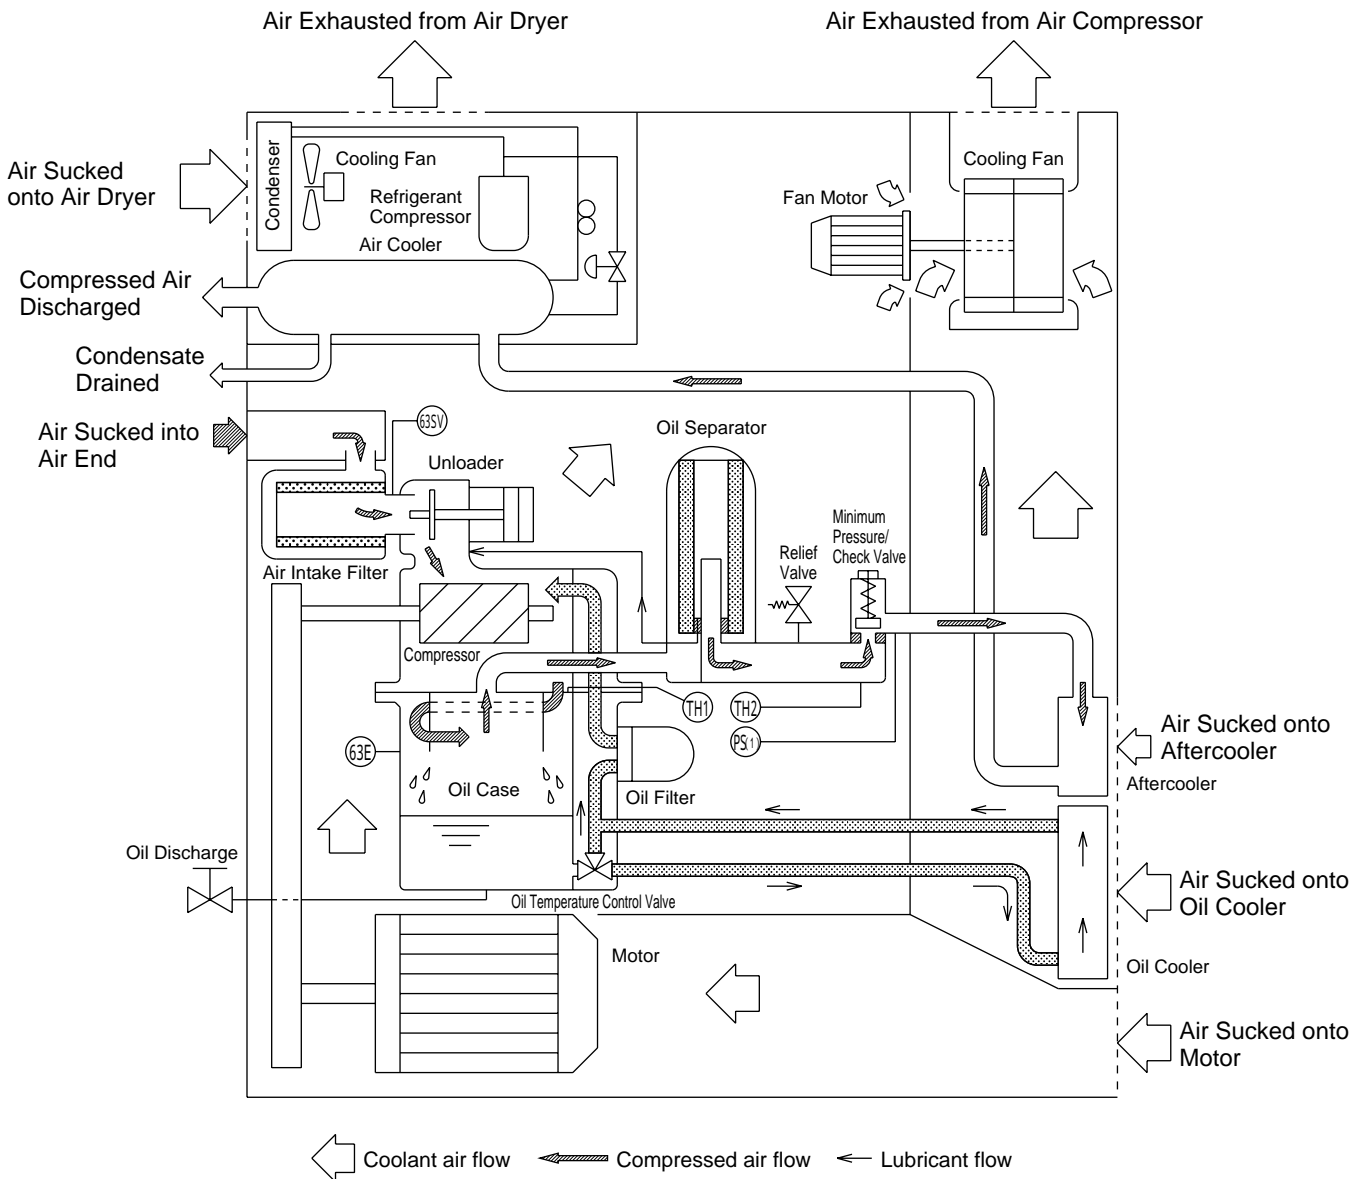 Air Exhausted from Air Dryer
Air Exhausted from Air Compressor
Air Sucked
onto Air Dryer
Condenser
Cooling Fan
Refrigerant
Compressor
Air Cooler
Cooling Fan
Fan Motor
Compressed Air
Discharged
Condensate
Drained
Air Sucked into
Air End
63SV
Unloader
Air Intake Filter
Oil Separator
Relief
Valve
Minimum
Pressure/
Check Valve
Compressor
TH1
TH2
PS(1)
63E
Oil Case
Oil Filter
Air Sucked onto
Aftercooler
Aftercooler
Oil Discharge
Oil Temperature Control Valve
Air Sucked onto
Oil Cooler
Oil Cooler
Motor
Air Sucked onto
Motor
Coolant air flow
Compressed air flow
Lubricant flow